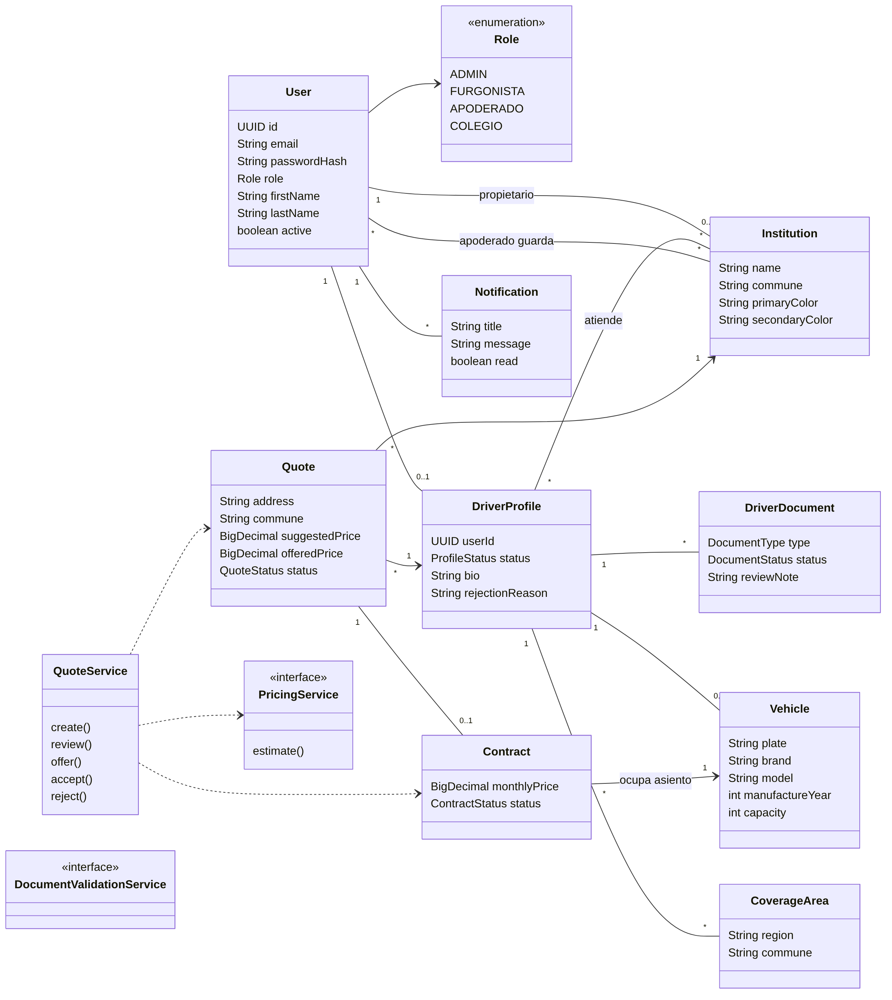 «enumeration»
Role
ADMIN
FURGONISTA
APODERADO
COLEGIO
User
UUID id
String email
String passwordHash
Role role
String firstName
String lastName
boolean active
1
propietario
0..
*
apoderado guarda
*
*
Institution
String name
String commune
String primaryColor
String secondaryColor
1
1
1
Notification
String title
String message
boolean read
*
atiende
*
0..1
*
Quote
String address
String commune
BigDecimal suggestedPrice
BigDecimal offeredPrice
QuoteStatus status
*
1
DriverProfile
UUID userId
ProfileStatus status
String bio
String rejectionReason
1
*
DriverDocument
DocumentType type
DocumentStatus status
String reviewNote
1
1
1
0..1
0.
QuoteService
create()
review()
offer()
accept()
reject()
«interface»
PricingService
estimate()
Contract
BigDecimal monthlyPrice
ContractStatus status
*
ocupa asiento
1
Vehicle
String plate
String brand
String model
int manufactureYear
int capacity
«interface»
DocumentValidationService
*
CoverageArea
String region
String commune